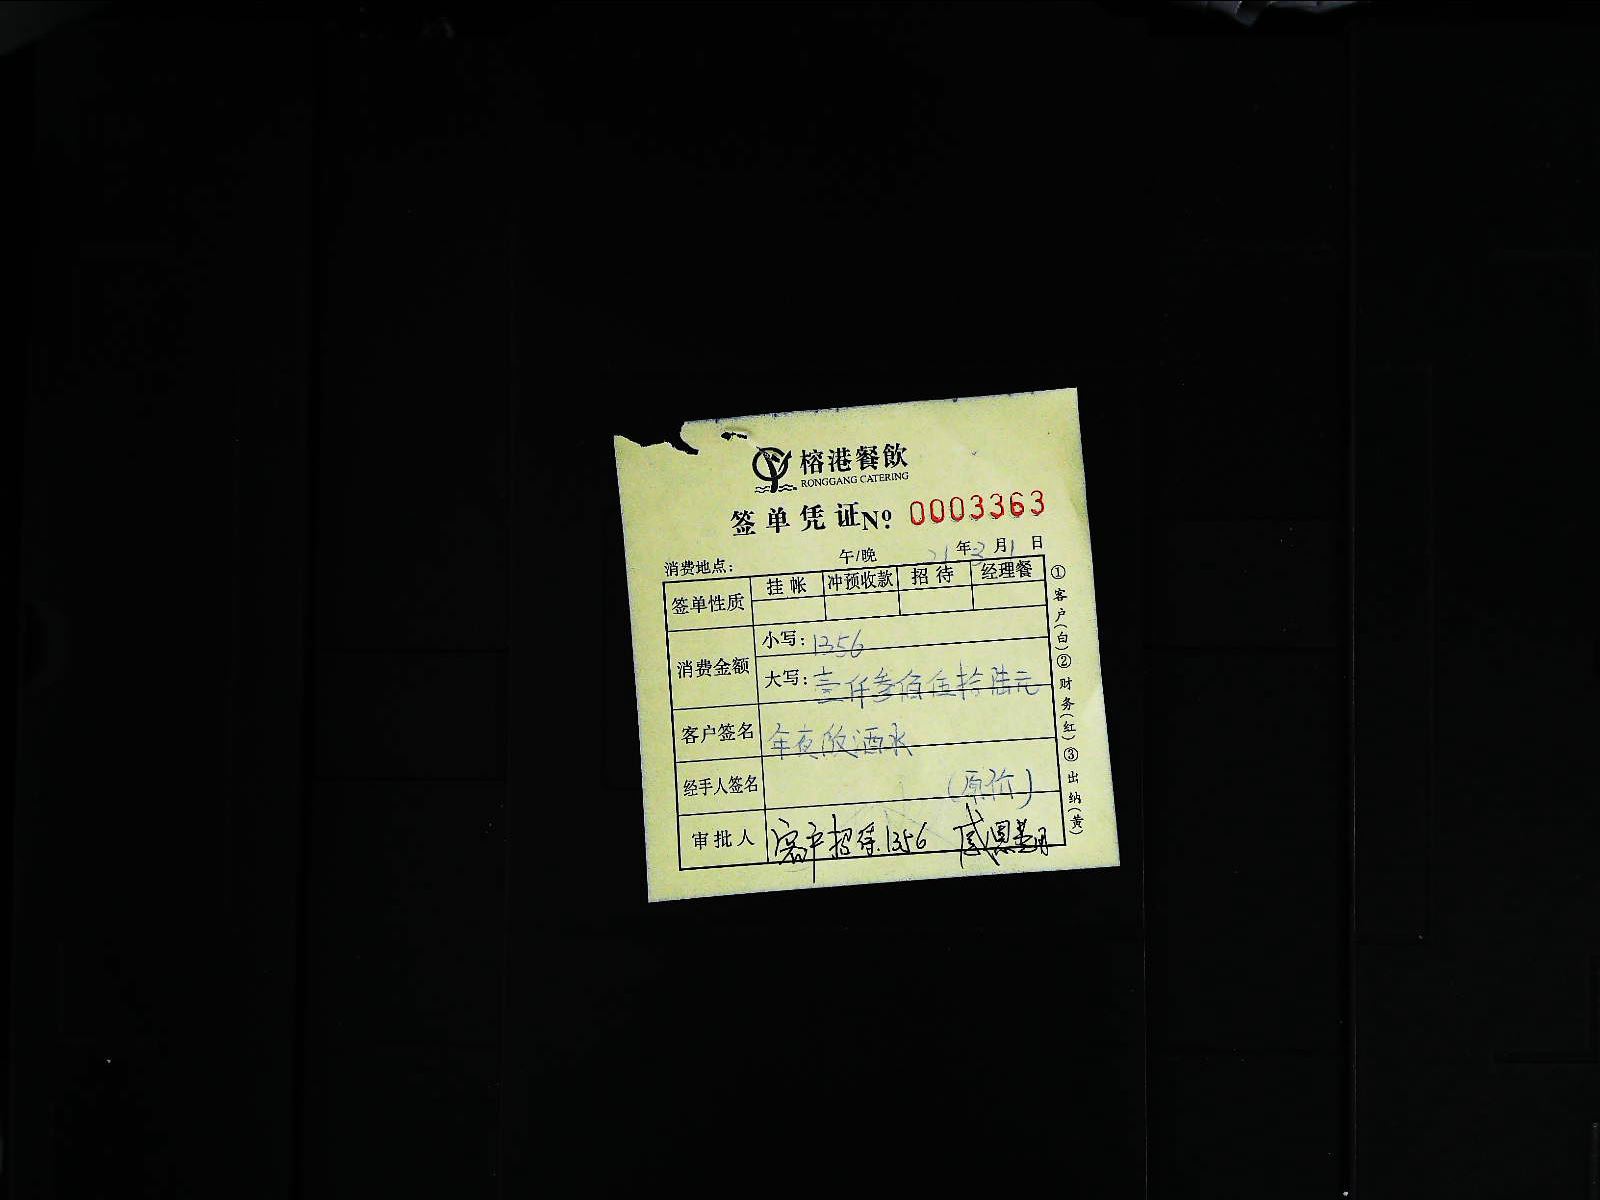 榕港餐飲
RONGGANG CATERING
签单凭证 № 0003363
消费地点： 午/晚 21年3月1日
签单性质 挂帐 冲预收款 招待 经理餐
消费金额 小写：1356
大写：壹仟参佰伍拾陆元
客户签名 年夜饭酒水
经手人签名 （原价）
审批人 客户招待1356
①客户(白)②财务(红)③出纳(黄)